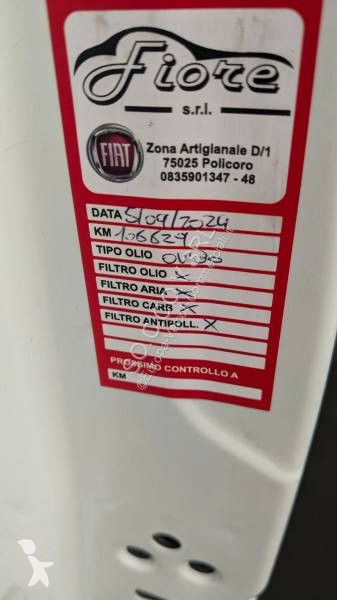 Fiore
s.r.l.
FIAT
Zona Artigianale D/1
75025 Policoro
0835901347 - 48
DATA 5/09/2024
KM 106629
TIPO OLIO
FILTRO OLIO X
FILTRO ARIA X
FILTRO CARB X
FILTRO ANTIPOLL. X
PROSSIMO CONTROLLO A
KM